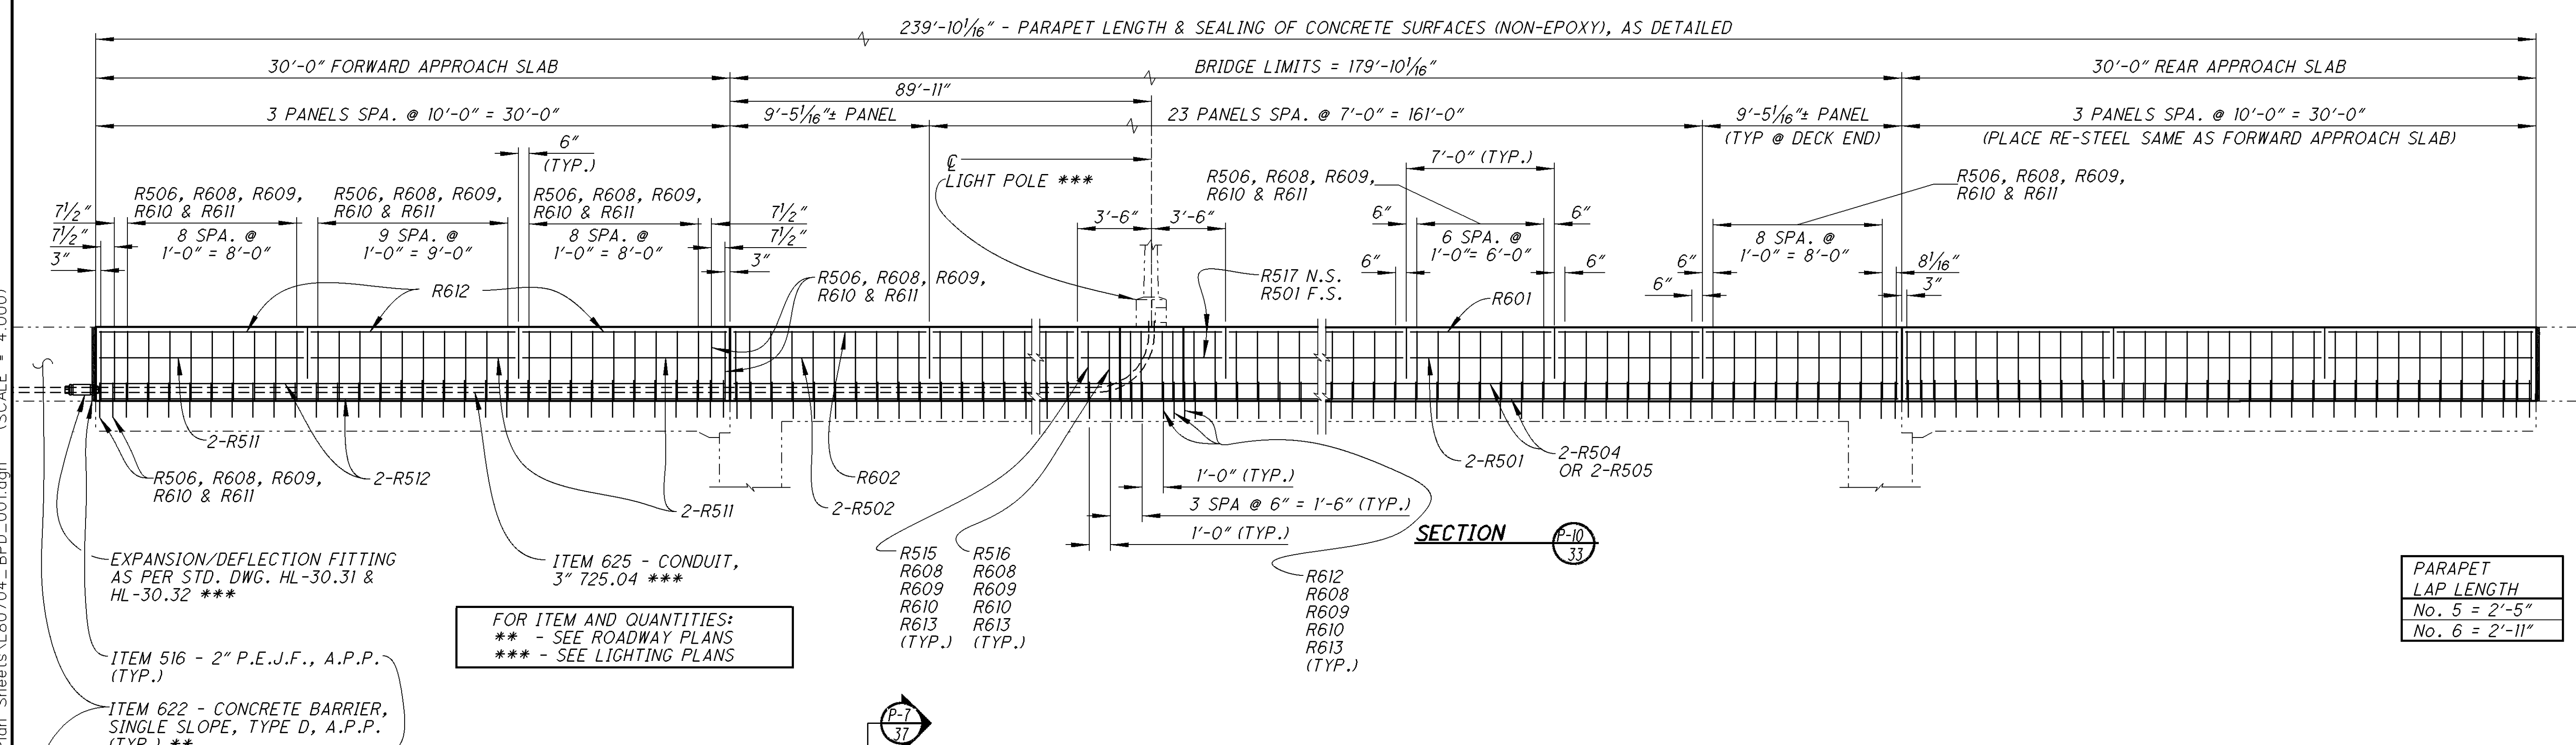 239'-10 1/16" - PARAPET LENGTH & SEALING OF CONCRETE SURFACES (NON-EPOXY), AS DETAILED
30'-0" FORWARD APPROACH SLAB
BRIDGE LIMITS = 179'-10 1/16"
30'-0" REAR APPROACH SLAB
89'-11"
3 PANELS SPA. @ 10'-0" = 30'-0"
9'-5 1/16"± PANEL
23 PANELS SPA. @ 7'-0" = 161'-0"
9'-5 1/16"± PANEL
(TYP @ DECK END)
3 PANELS SPA. @ 10'-0" = 30'-0"
(PLACE RE-STEEL SAME AS FORWARD APPROACH SLAB)
6"
(TYP.)
℄
LIGHT POLE ***
7'-0" (TYP.)
R506, R608, R609,
R610 & R611
R506, R608, R609,
R610 & R611
R506, R608, R609,
R610 & R611
R506, R608, R609,
R610 & R611
R506, R608, R609,
R610 & R611
7 1/2"
7 1/2"
3"
8 SPA. @
1'-0" = 8'-0"
9 SPA. @
1'-0" = 9'-0"
8 SPA. @
1'-0" = 8'-0"
7 1/2"
7 1/2"
3"
3'-6"
3'-6"
6"
6"
6 SPA. @
1'-0"= 6'-0"
6"
6"
6"
6"
8 SPA. @
1'-0" = 8'-0"
8 1/16"
3"
R612
R506, R608, R609,
R610 & R611
R517 N.S.
R501 F.S.
R601
2-R511
R506, R608, R609,
R610 & R611
2-R512
2-R511
R602
2-R502
2-R501
2-R504
OR 2-R505
1'-0" (TYP.)
3 SPA @ 6" = 1'-6" (TYP.)
1'-0" (TYP.)
SECTION
P-10
33
EXPANSION/DEFLECTION FITTING
AS PER STD. DWG. HL-30.31 &
HL-30.32 ***
ITEM 625 - CONDUIT,
3" 725.04 ***
R515
R608
R609
R610
R613
(TYP.)
R516
R608
R609
R610
R613
(TYP.)
R612
R608
R609
R610
R613
(TYP.)
PARAPET
LAP LENGTH
No. 5 = 2'-5"
No. 6 = 2'-11"
FOR ITEM AND QUANTITIES:
** - SEE ROADWAY PLANS
*** - SEE LIGHTING PLANS
ITEM 516 - 2" P.E.J.F., A.P.P.
(TYP.)
ITEM 622 - CONCRETE BARRIER,
SINGLE SLOPE, TYPE D, A.P.P.
(TYP.) **
P-7
37